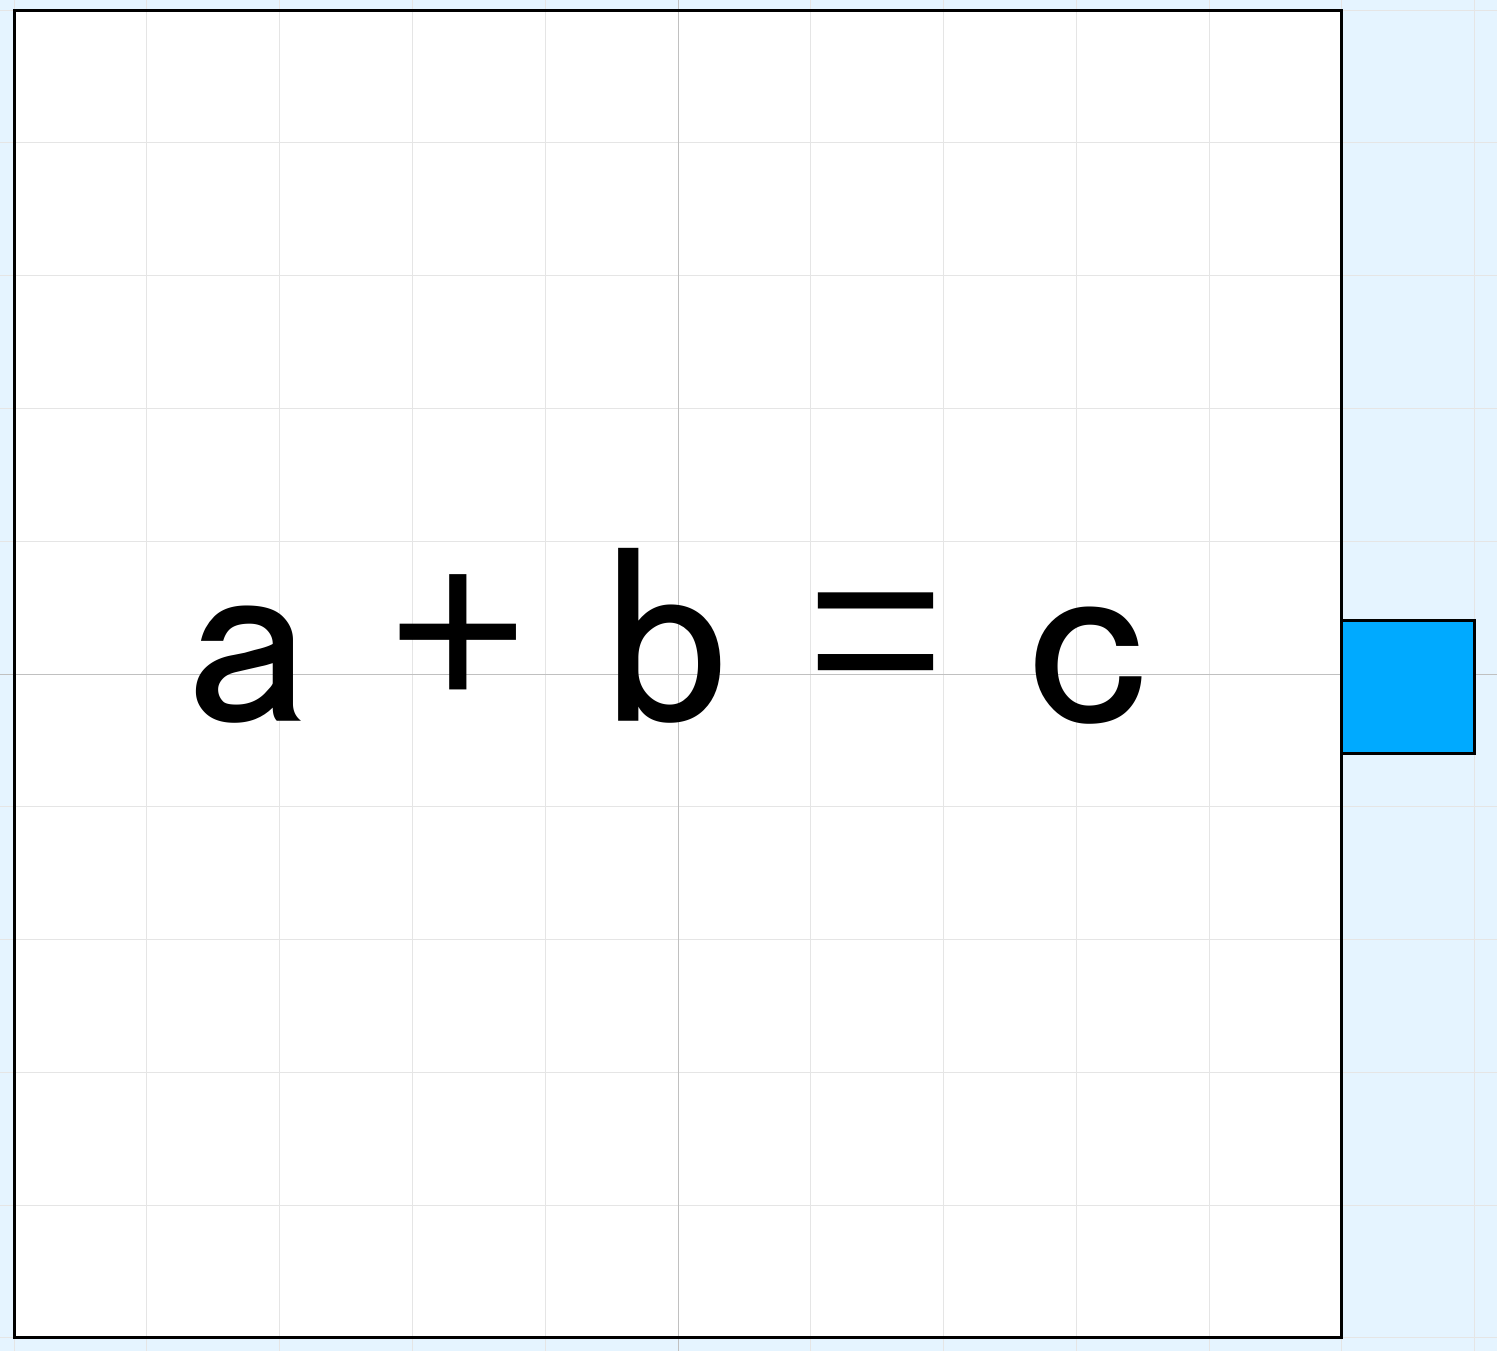 a + b = c